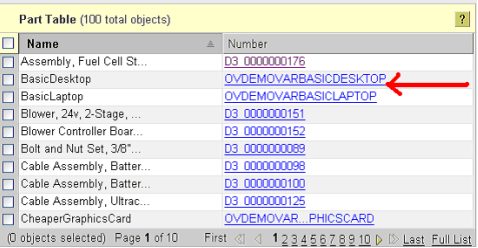 Part Table (100 total objects) ?
Name Number
Assembly, Fuel Cell St... D3_0000000176
BasicDesktop OVDEMOVARBASICDESKTOP
BasicLaptop OVDEMOVARBASICLAPTOP
Blower, 24v, 2-Stage, ... D3_0000000151
Blower Controller Boar... D3_0000000152
Bolt and Nut Set, 3/8"... D3_0000000089
Cable Assembly, Batter... D3_0000000098
Cable Assembly, Batter... D3_0000000100
Cable Assembly, Ultrac... D3_0000000125
CheaperGraphicsCard OVDEMOVAR...PHICSCARD
(0 objects selected) Page 1 of 10 First 1 2 3 4 5 6 7 8 9 10 Last Full List